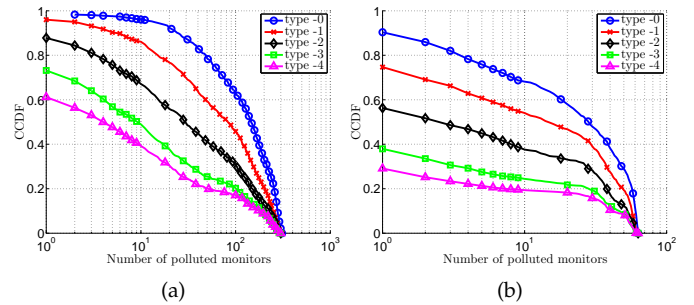 1
0.8
0.6
0.4
0.2
0
CCDF
10^0
10^1
10^2
10^3
Number of polluted monitors
type -0
type -1
type -2
type -3
type -4
(a)
1
0.8
0.6
0.4
0.2
0
CCDF
10^0
10^1
10^2
Number of polluted monitors
type -0
type -1
type -2
type -3
type -4
(b)